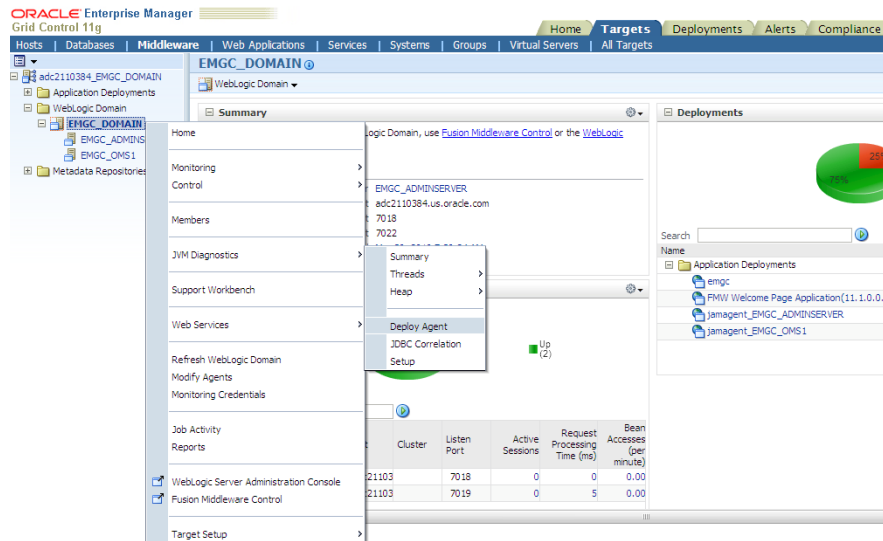 ORACLE Enterprise Manager
Grid Control 11g
Home Targets Deployments Alerts Compliance
Hosts | Databases | Middleware | Web Applications | Services | Systems | Groups | Virtual Servers | All Targets
adc2110384_EMGC_DOMAIN
Application Deployments
WebLogic Domain
EMGC_DOMAIN
EMGC_ADMINS
EMGC_OMS1
Metadata Repositories
EMGC_DOMAIN
WebLogic Domain
Summary
Logic Domain, use Fusion Middleware Control or the WebLogic
EMGC_ADMINSERVER
adc2110384.us.oracle.com
7018
7022
Home
Monitoring
Control
Members
JVM Diagnostics
Support Workbench
Web Services
Refresh WebLogic Domain
Modify Agents
Monitoring Credentials
Job Activity
Reports
WebLogic Server Administration Console
Fusion Middleware Control
Target Setup
Summary
Threads
Heap
Deploy Agent
JDBC Correlation
Setup
Up
(2)
Cluster
Listen Port
Active Sessions
Request Processing Time (ms)
Bean Accesses (per minute)
21103 7018 0 0 0.00
21103 7019 0 5 0.00
Deployments
25
75%
Search
Name
Application Deployments
emgc
FMW Welcome Page Application(11.1.0.0.
jamagent_EMGC_ADMINSERVER
jamagent_EMGC_OMS1